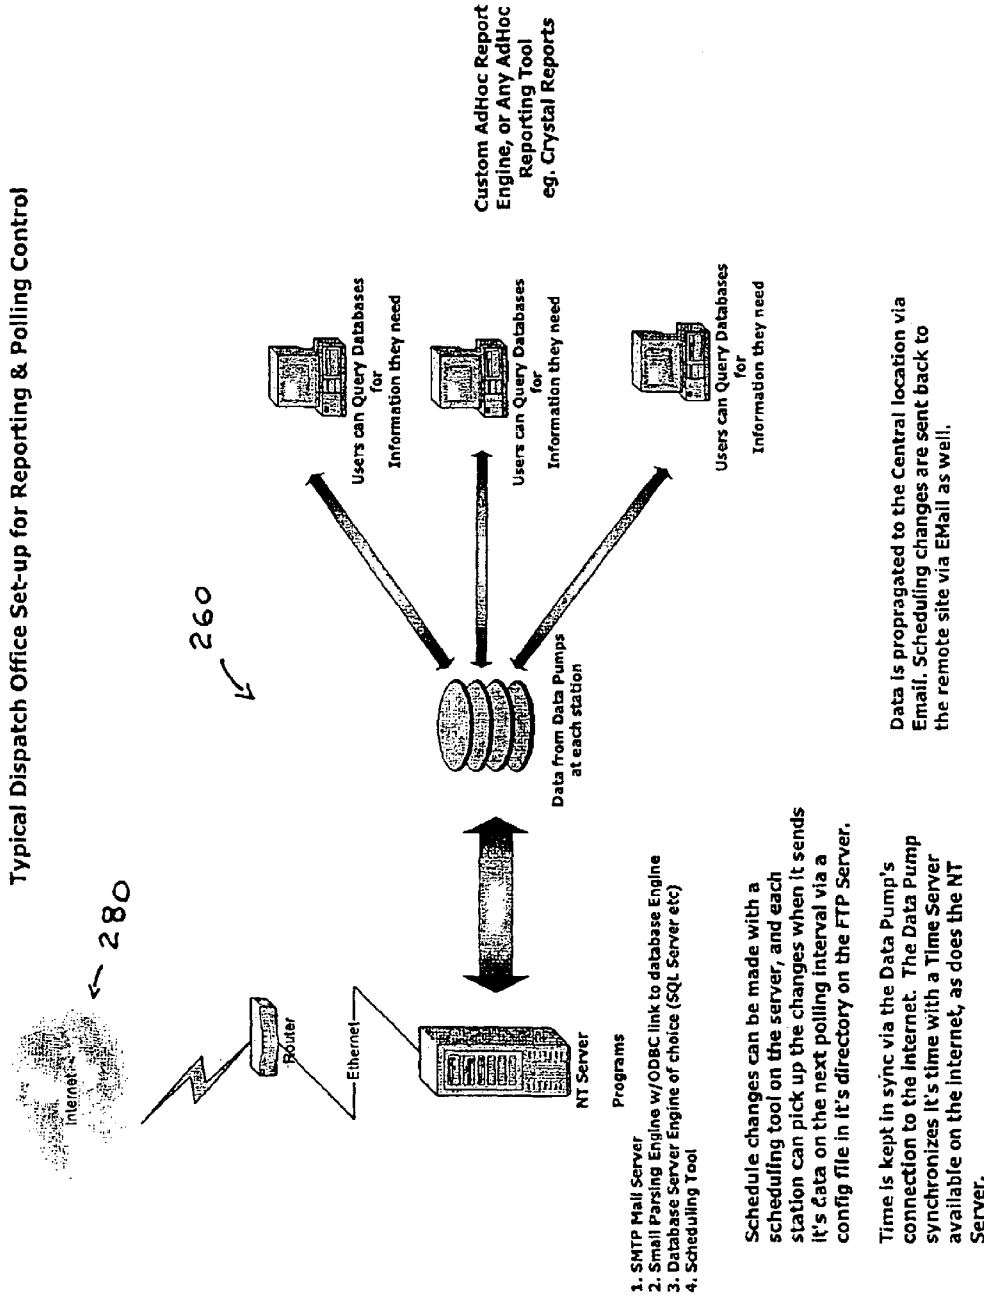 Typical Dispatch Office Set-up for Reporting & Polling Control
Internet
280
260
Router
Ethernet
NT Server
Programs
1. SMTP Mail Server
2. Small Parsing Engine w/ODBC link to database Engine
3. Database Server Engine of choice (SQL Server etc)
4. Scheduling Tool
Data from Data Pumps
at each station
Users can Query Databases
for
Information they need
Users can Query Databases
for
Information they need
Users can Query Databases
for
Information they need
Custom AdHoc Report
Engine, or Any AdHoc
Reporting Tool
eg. Crystal Reports
Schedule changes can be made with a
scheduling tool on the server, and each
station can pick up the changes when it sends
it's data on the next polling interval via a
config file in it's directory on the FTP Server.
Time is kept in sync via the Data Pump's
connection to the Internet. The Data Pump
synchronizes it's time with a Time Server
available on the Internet, as does the NT
Server.
Data is propragated to the Central location via
Email. Scheduling changes are sent back to
the remote site via EMail as well.